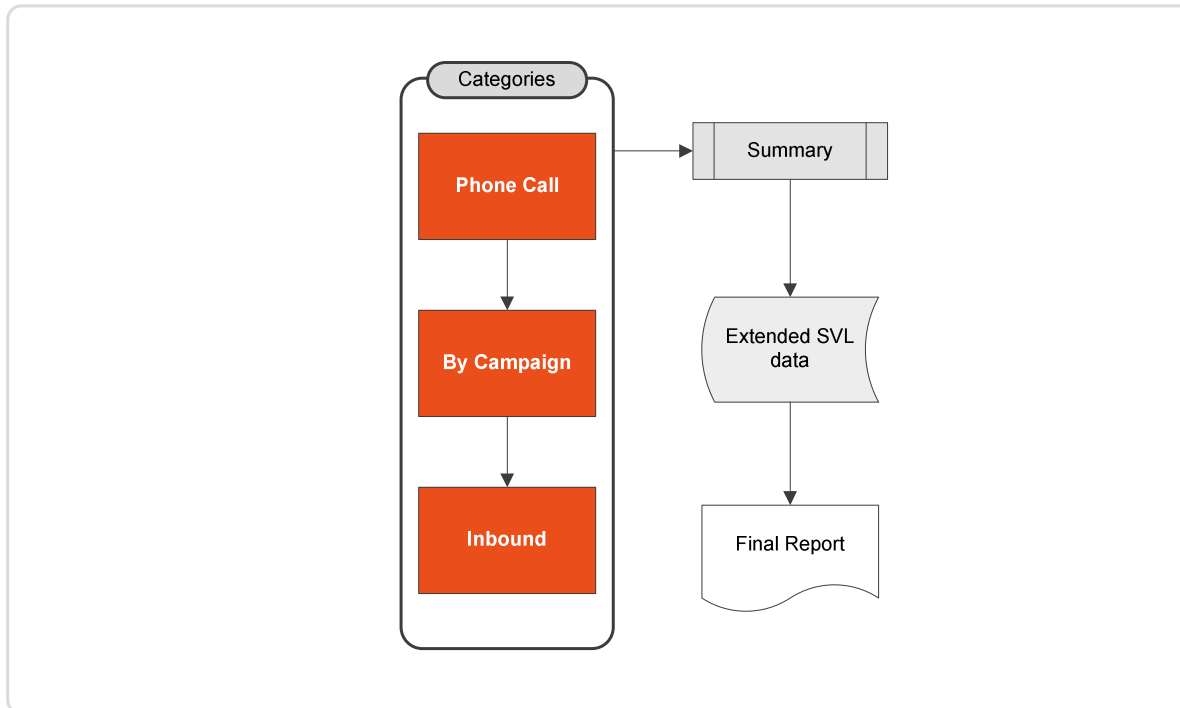 Categories
Phone Call
By Campaign
Inbound
Summary
Extended SVL
data
Final Report